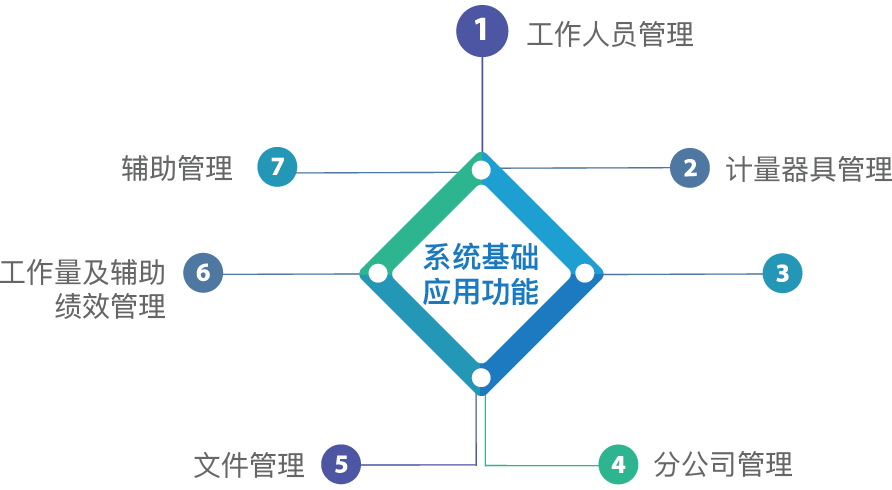 1 工作人员管理
7 辅助管理
2 计量器具管理
系统基础
应用功能
6 工作量及辅助
绩效管理
3
文件管理 5
4 分公司管理